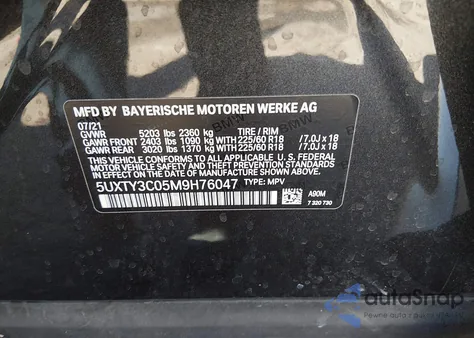 MFD BY BAYERISCHE MOTOREN WERKE AG
07/21
GVWR 5203 lbs 2360 kg TIRE / RIM
GAWR FRONT 2403 lbs 1090 kg WITH 225/60 R18 /7.0J x 18
GAWR REAR 3020 lbs 1370 kg WITH 225/60 R18 /7.0J x 18
THIS VEHICLE CONFORMS TO ALL APPLICABLE U. S. FEDERAL
MOTOR VEHICLE SAFETY, BUMPER AND THEFT PREVENTION
STANDARDS IN EFFECT ON THE DATE OF MANUFACTURE SHOWN ABOVE.
5UXTY3C05M9H76047 TYPE: MPV A90M
7 320 730
autoSnap
Pewne auta z